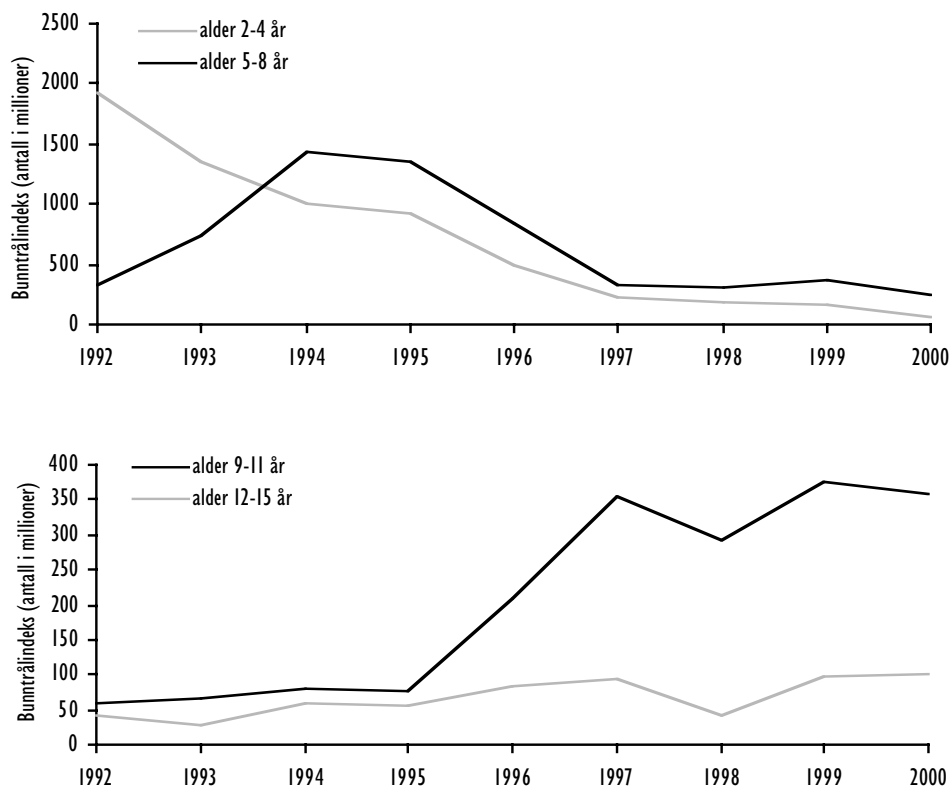 Bunntrålindeks (antall i millioner)
2500
2000
1500
1000
500
0
alder 2-4 år
alder 5-8 år
1992 1993 1994 1995 1996 1997 1998 1999 2000
Bunntrålindeks (antall i millioner)
400
350
300
250
200
150
100
50
0
alder 9-11 år
alder 12-15 år
1992 1993 1994 1995 1996 1997 1998 1999 2000